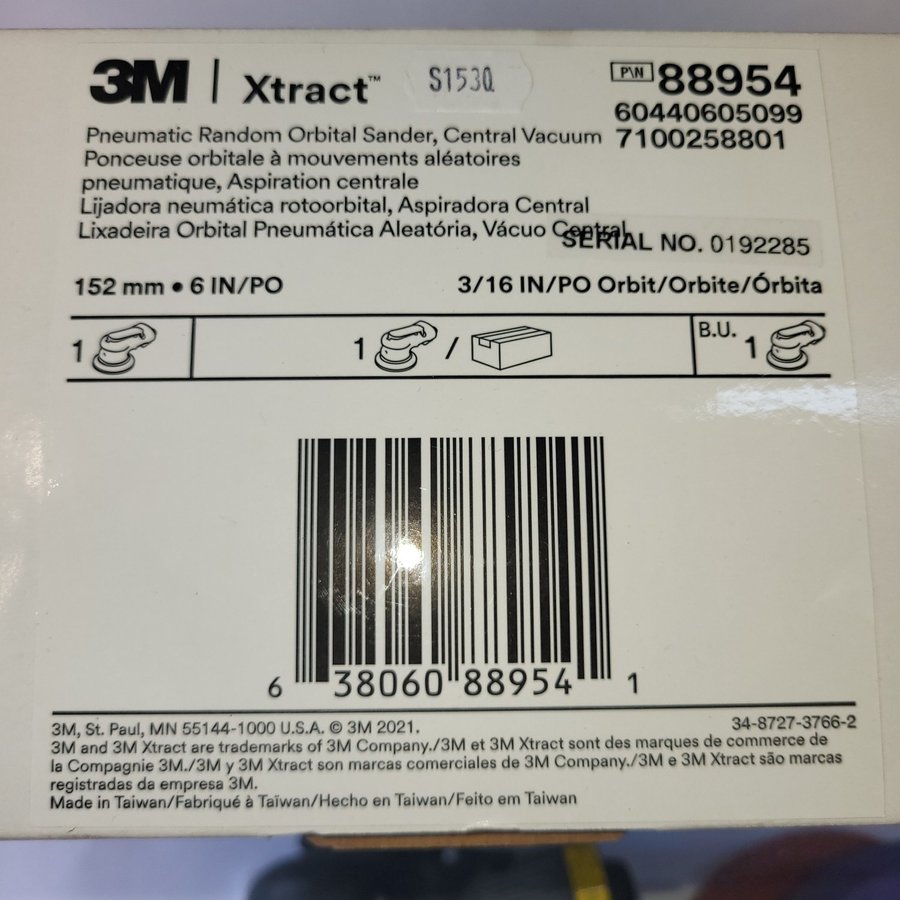 3M | Xtract™ S153Q P\N 88954
60440605099
7100258801
Pneumatic Random Orbital Sander, Central Vacuum
Ponceuse orbitale à mouvements aléatoires
pneumatique, Aspiration centrale
Lijadora neumática rotoorbital, Aspiradora Central
Lixadeira Orbital Pneumática Aleatória, Vácuo Central
SERIAL NO. 0192285
152 mm • 6 IN/PO 3/16 IN/PO Orbit/Orbite/Órbita
1 1 / B.U. 1
6 38060 88954 1
3M, St. Paul, MN 55144-1000 U.S.A. © 3M 2021. 34-8727-3766-2
3M and 3M Xtract are trademarks of 3M Company./3M et 3M Xtract sont des marques de commerce de
la Compagnie 3M./3M y 3M Xtract son marcas comerciales de 3M Company./3M e 3M Xtract são marcas
registradas da empresa 3M.
Made in Taiwan/Fabriqué à Taïwan/Hecho en Taiwan/Feito em Taiwan